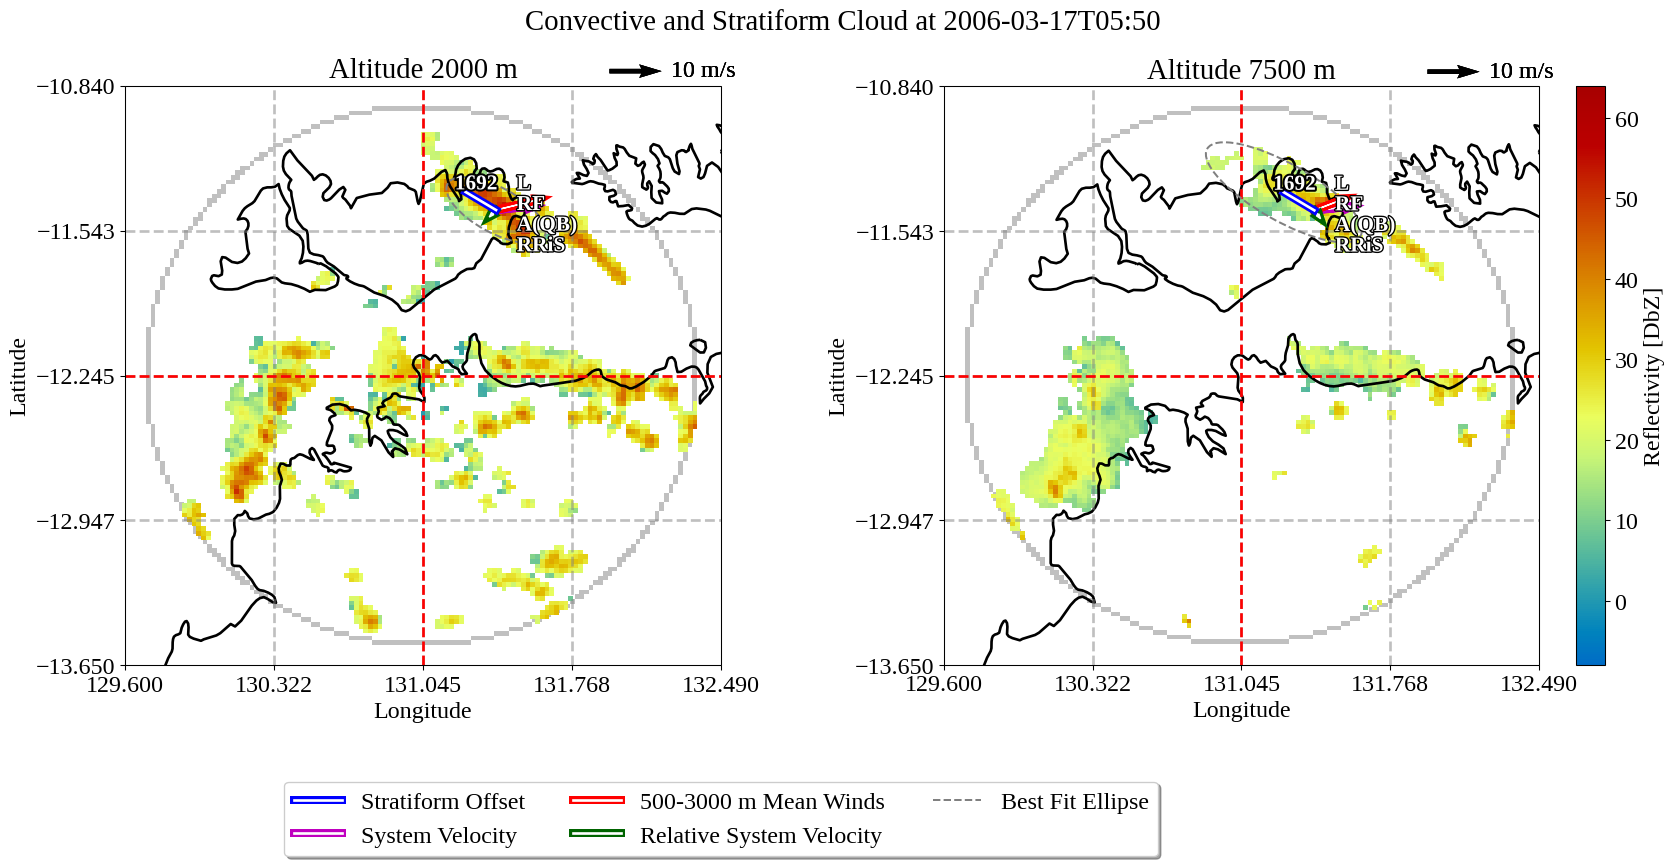 Convective and Stratiform Cloud at 2006-03-17T05:50
Altitude 2000 m
10 m/s
−10.840
−11.543
−12.245
−12.947
−13.650
129.600
130.322
131.045
131.768
132.490
Latitude
Longitude
1692
L
RF
A(QB)
RRiS
Altitude 7500 m
10 m/s
−10.840
−11.543
−12.245
−12.947
−13.650
129.600
130.322
131.045
131.768
132.490
Latitude
Longitude
1692
L
RF
A(QB)
RRiS
60
50
40
30
20
10
0
Reflectivity [DbZ]
Stratiform Offset
System Velocity
500-3000 m Mean Winds
Relative System Velocity
Best Fit Ellipse